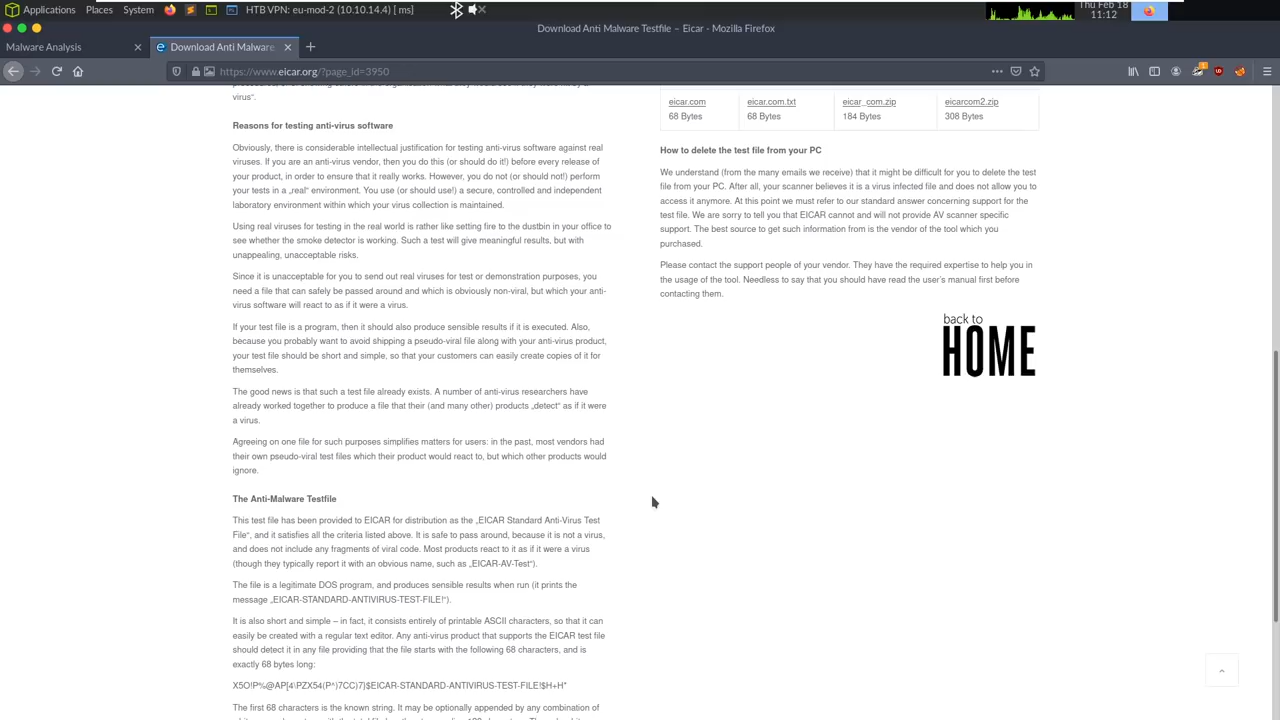 Applications Places System HTB VPN: eu-mod-2 (10.10.14.4) [ms] Thu Feb 18
11:12
Download Anti Malware Testfile – Eicar - Mozilla Firefox
Malware Analysis × Download Anti Malware × +
https://www.eicar.org/?page_id=3950
virus“.
Reasons for testing anti-virus software
Obviously, there is considerable intellectual justification for testing anti-virus software against real
viruses. If you are an anti-virus vendor, then you do this (or should do it!) before every release of
your product, in order to ensure that it really works. However, you do not (or should not!) perform
your tests in a „real“ environment. You use (or should use!) a secure, controlled and independent
laboratory environment within which your virus collection is maintained.
Using real viruses for testing in the real world is rather like setting fire to the dustbin in your office to
see whether the smoke detector is working. Such a test will give meaningful results, but with
unappealing, unacceptable risks.
Since it is unacceptable for you to send out real viruses for test or demonstration purposes, you
need a file that can safely be passed around and which is obviously non-viral, but which your anti-
virus software will react to as if it were a virus.
If your test file is a program, then it should also produce sensible results if it is executed. Also,
because you probably want to avoid shipping a pseudo-viral file along with your anti-virus product,
your test file should be short and simple, so that your customers can easily create copies of it for
themselves.
The good news is that such a test file already exists. A number of anti-virus researchers have
already worked together to produce a file that their (and many other) products „detect“ as if it were
a virus.
Agreeing on one file for such purposes simplifies matters for users: in the past, most vendors had
their own pseudo-viral test files which their product would react to, but which other products would
ignore.
The Anti-Malware Testfile
This test file has been provided to EICAR for distribution as the „EICAR Standard Anti-Virus Test
File“, and it satisfies all the criteria listed above. It is safe to pass around, because it is not a virus,
and does not include any fragments of viral code. Most products react to it as if it were a virus
(though they typically report it with an obvious name, such as „EICAR-AV-Test“).
The file is a legitimate DOS program, and produces sensible results when run (it prints the
message „EICAR-STANDARD-ANTIVIRUS-TEST-FILE!“).
It is also short and simple – in fact, it consists entirely of printable ASCII characters, so that it can
easily be created with a regular text editor. Any anti-virus product that supports the EICAR test file
should detect it in any file providing that the file starts with the following 68 characters, and is
exactly 68 bytes long:
X5O!P%@AP[4\PZX54(P^)7CC)7}$EICAR-STANDARD-ANTIVIRUS-TEST-FILE!$H+H*
The first 68 characters is the known string. It may be optionally appended by any combination of
eicar.com eicar.com.txt eicar_com.zip eicarcom2.zip
68 Bytes 68 Bytes 184 Bytes 308 Bytes
How to delete the test file from your PC
We understand (from the many emails we receive) that it might be difficult for you to delete the test
file from your PC. After all, your scanner believes it is a virus infected file and does not allow you to
access it anymore. At this point we must refer to our standard answer concerning support for the
test file. We are sorry to tell you that EICAR cannot and will not provide AV scanner specific
support. The best source to get such information from is the vendor of the tool which you
purchased.
Please contact the support people of your vendor. They have the required expertise to help you in
the usage of the tool. Needless to say that you should have read the user’s manual first before
contacting them.
back to
HOME